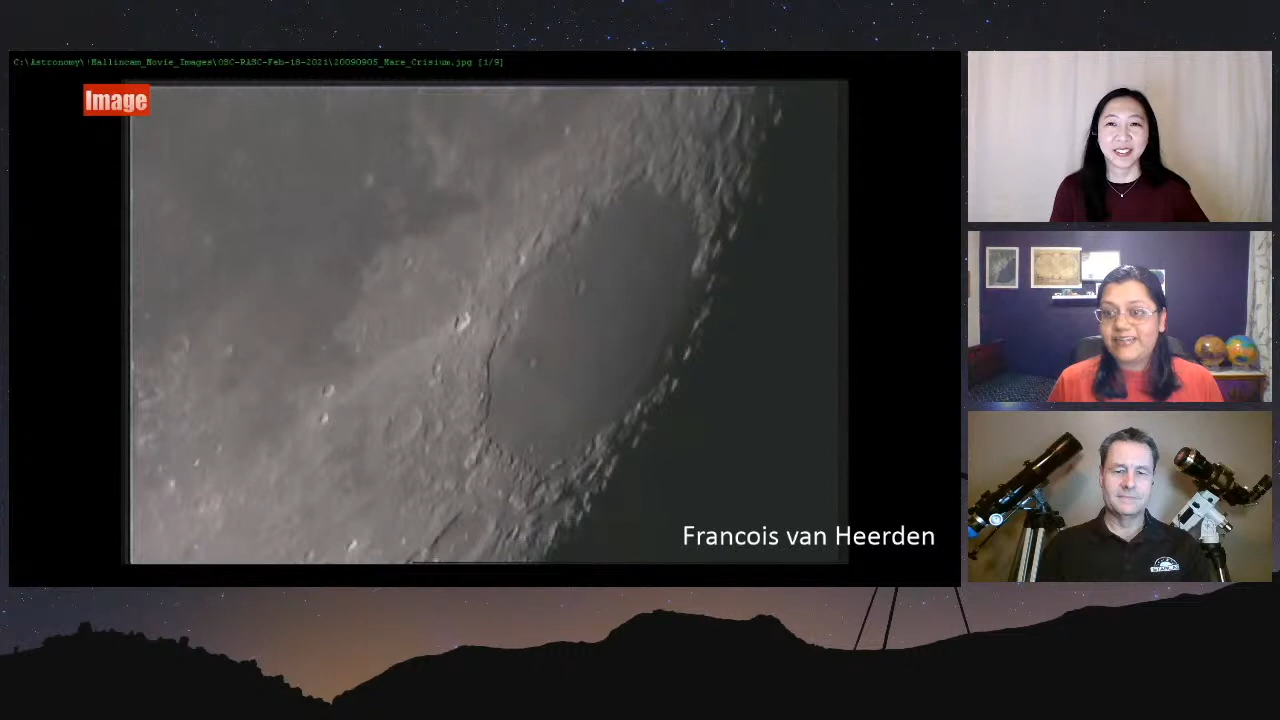 C:\Astronomy\!Mallincam_Movie_Images\OSC-RASC-Feb-18-2021\20090905_Mare_Crisium.jpg [1/9]
Image
Francois van Heerden